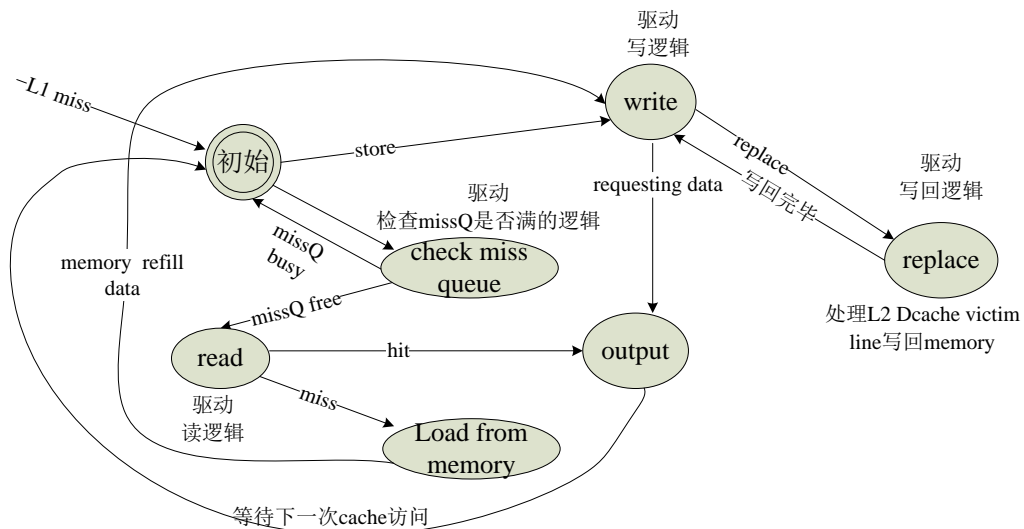 驱动
写逻辑
write
–L1 miss
初始
store
replace
写回完毕
驱动
写回逻辑
replace
处理L2 Dcache victim
line写回memory
requesting data
驱动
检查missQ是否满的逻辑
check miss
queue
missQ
busy
memory  refill
data
missQ free
read
驱动
读逻辑
hit
output
miss
Load from
memory
等待下一次cache访问